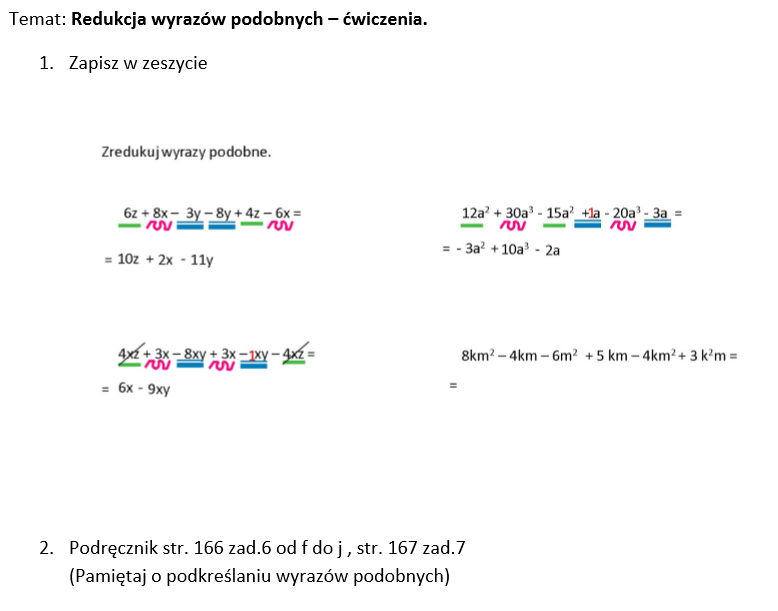 Temat: Redukcja wyrazów podobnych – ćwiczenia.
1. Zapisz w zeszycie
Zredukuj wyrazy podobne.
6z + 8x – 3y – 8y + 4z – 6x =
= 10z + 2x - 11y
12a² + 30a³ - 15a² +1a - 20a³ - 3a =
= - 3a² + 10a³ - 2a
4xz + 3x – 8xy + 3x – 1xy – 4xz =
= 6x - 9xy
8km² – 4km – 6m² + 5 km – 4km² + 3 k²m =
=
2. Podręcznik str. 166 zad.6 od f do j , str. 167 zad.7
(Pamiętaj o podkreślaniu wyrazów podobnych)